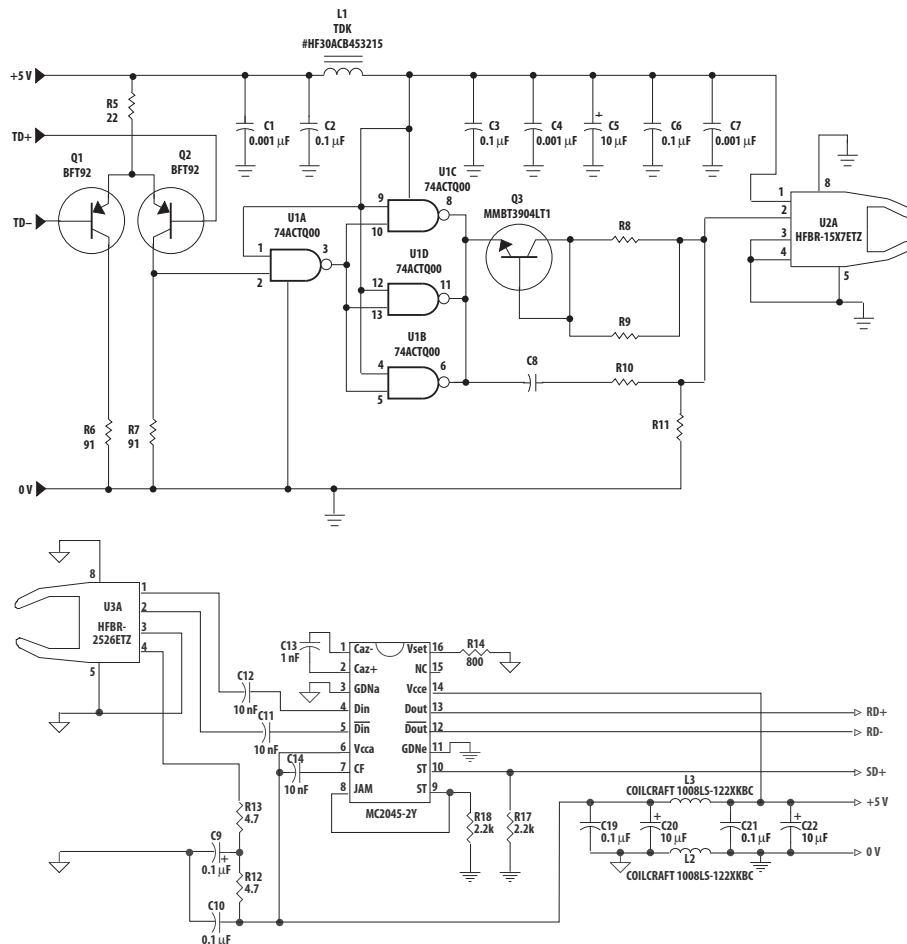 L1
TDK
#HF30ACB453215
+5 V
R5
22
C1
0.001 µF
C2
0.1 µF
C3
0.1 µF
C4
0.001 µF
+
C5
10 µF
C6
0.1 µF
C7
0.001 µF
TD+
Q1
BFT92
Q2
BFT92
TD–
U1C
74ACTQ00
9
10
8
U1A
74ACTQ00
1
2
3
Q3
MMBT3904LT1
R8
8
1
2
3
4
5
U2A
HFBR-15X7ETZ
U1D
74ACTQ00
12
13
11
R9
U1B
74ACTQ00
4
5
6
C8
R10
R11
R6
91
R7
91
0 V
8
U3A
HFBR-
2526ETZ
1
2
3
4
5
C13
1 nF
C12
10 nF
C11
10 nF
C14
10 nF
1 Caz-
2 Caz+
3 GDNa
4 Din
5 Din
6 Vcca
7 CF
8 JAM
Vset 16
NC 15
Vcce 14
Dout 13
Dout 12
GDNe 11
ST 10
ST 9
MC2045-2Y
R14
800
RD+
RD-
SD+
R18
2.2k
R17
2.2k
L3
COILCRAFT 1008LS-122XKBC
+5 V
C19
0.1 µF
+
C20
10 µF
C21
0.1 µF
+
C22
10 µF
0 V
L2
COILCRAFT 1008LS-122XKBC
R13
4.7
C9
+
0.1 µF
R12
4.7
C10
0.1 µF